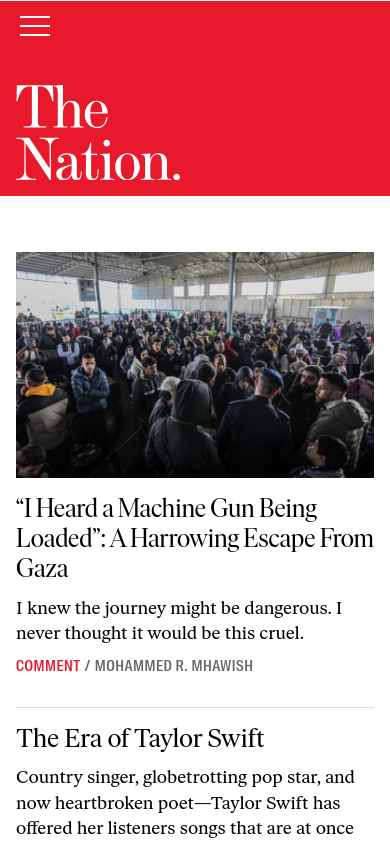 The
Nation.
“I Heard a Machine Gun Being
Loaded”: A Harrowing Escape From
Gaza
I knew the journey might be dangerous. I
never thought it would be this cruel.
COMMENT / MOHAMMED R. MHAWISH
The Era of Taylor Swift
Country singer, globetrotting pop star, and
now heartbroken poet—Taylor Swift has
offered her listeners songs that are at once